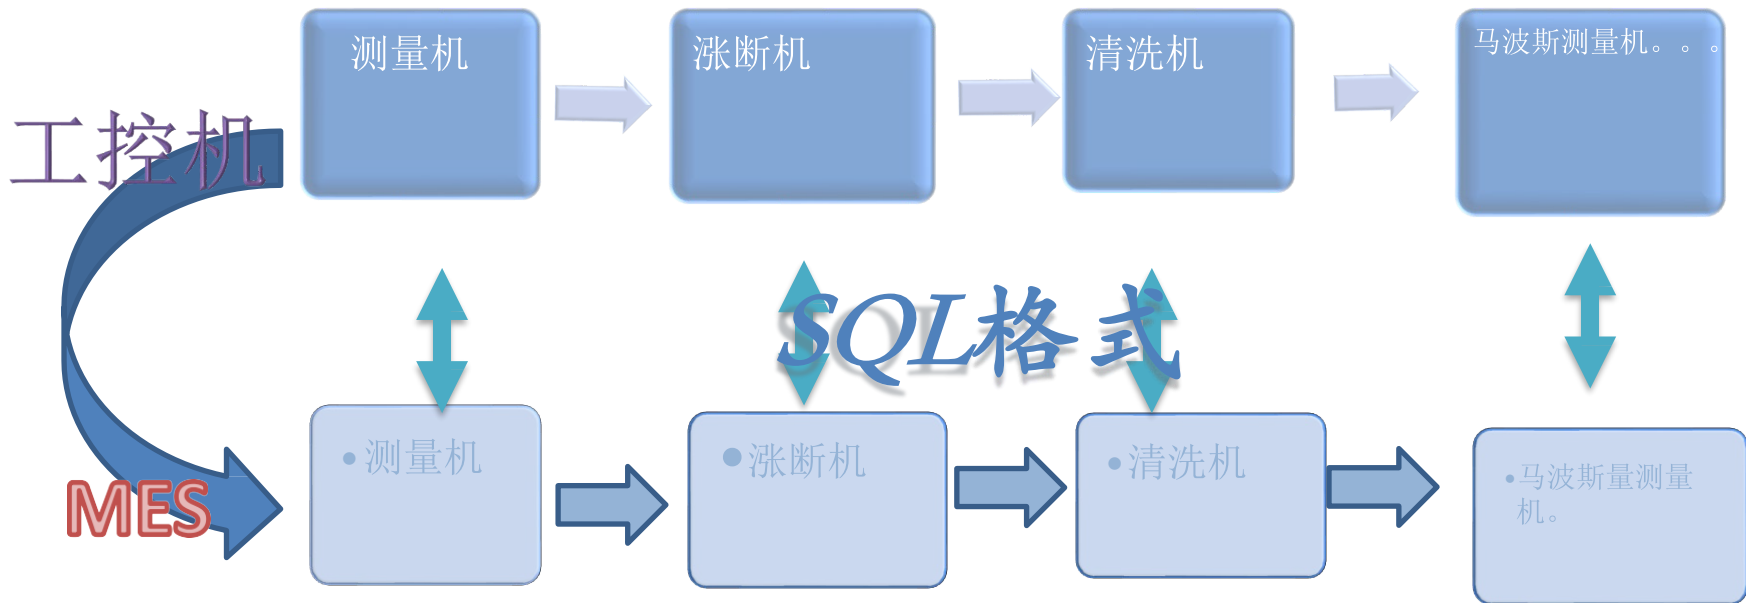 测量机
涨断机
清洗机
马波斯测量机。。。
工控机
SQL格式
•测量机
•涨断机
•清洗机
•马波斯量测量
机。
MES